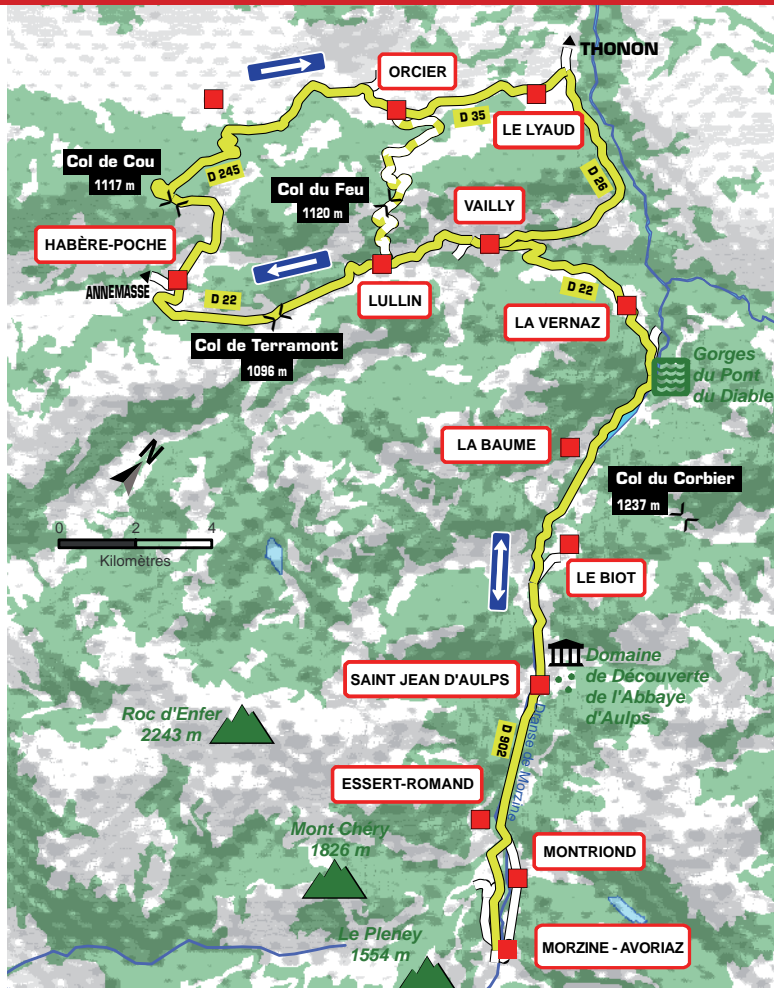 THONON
ORCIER
D 35
LE LYAUD
Col de Cou
1117 m
D 245
Col du Feu
1120 m
D 26
VAILLY
HABÈRE-POCHE
ANNEMASSE
D 22
LULLIN
D 22
LA VERNAZ
Col de Terramont
1096 m
Gorges
du Pont
du Diable
LA BAUME
Col du Corbier
1237 m
N
0 2 4
Kilomètres
LE BIOT
SAINT JEAN D'AULPS
Domaine
de Découverte
de l'Abbaye
d'Aulps
Roc d'Enfer
2243 m
D 902
Dranse de Morzine
ESSERT-ROMAND
Mont Chéry
1826 m
MONTRIOND
Le Pleney
1554 m
MORZINE - AVORIAZ